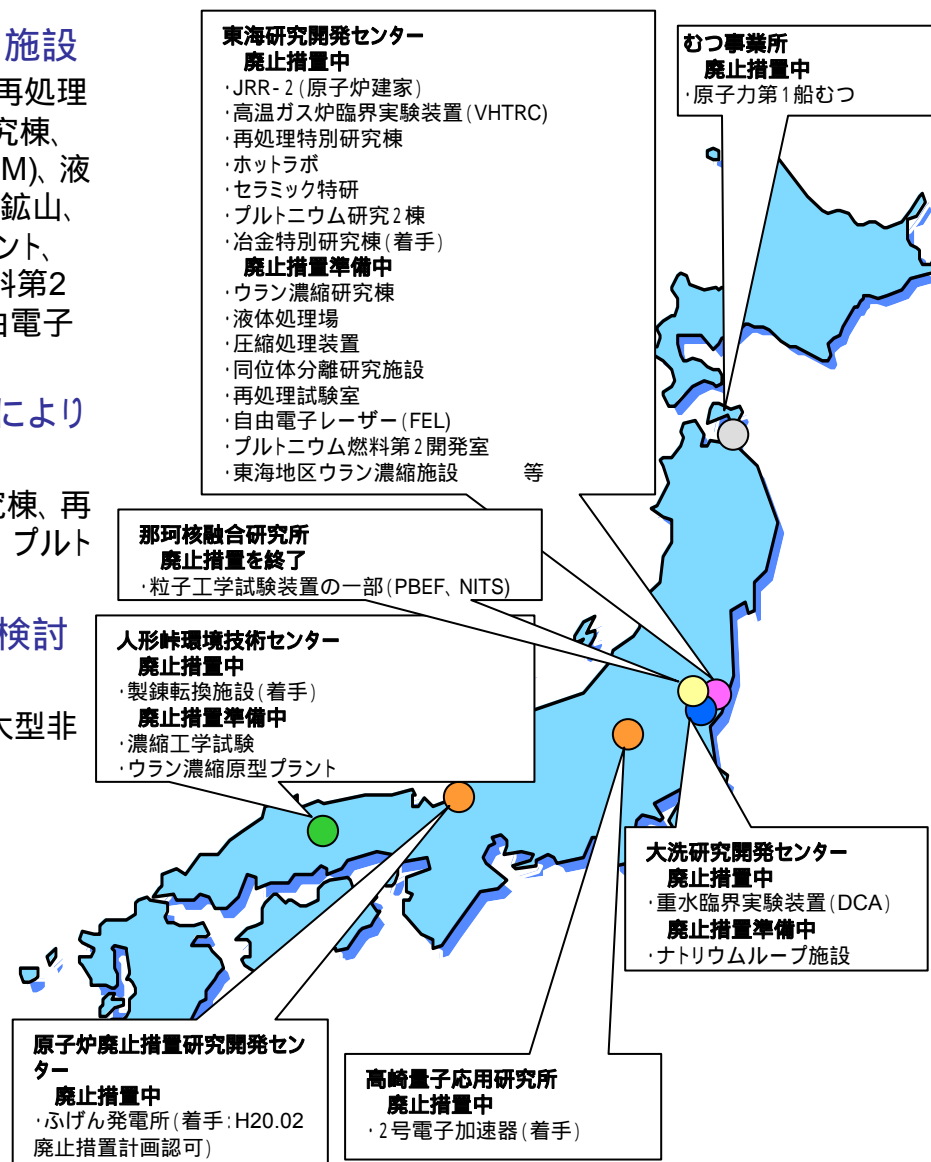 施設
再処理
究棟、
M)、液
鉱山、
ント、
料第2
由電子
により
究棟、再
プルト
検討
大型非
東海研究開発センター
廃止措置中
･JRR-2(原子炉建家)
･高温ガス炉臨界実験装置(VHTRC)
･再処理特別研究棟
･ホットラボ
･セラミック特研
･プルトニウム研究2棟
･冶金特別研究棟(着手)
廃止措置準備中
･ウラン濃縮研究棟
･液体処理場
･圧縮処理装置
･同位体分離研究施設
･再処理試験室
･自由電子レーザー(FEL)
･プルトニウム燃料第2開発室
･東海地区ウラン濃縮施設　　等
むつ事業所
廃止措置中
･原子力第1船むつ
那珂核融合研究所
廃止措置を終了
･粒子工学試験装置の一部(PBEF、NITS)
人形峠環境技術センター
廃止措置中
･製錬転換施設(着手)
廃止措置準備中
･濃縮工学試験
･ウラン濃縮原型プラント
大洗研究開発センター
廃止措置中
･重水臨界実験装置(DCA)
廃止措置準備中
･ナトリウムループ施設
原子炉廃止措置研究開発セン
ター
廃止措置中
･ふげん発電所(着手:H20.02
廃止措置計画認可)
高崎量子応用研究所
廃止措置中
･2号電子加速器(着手)